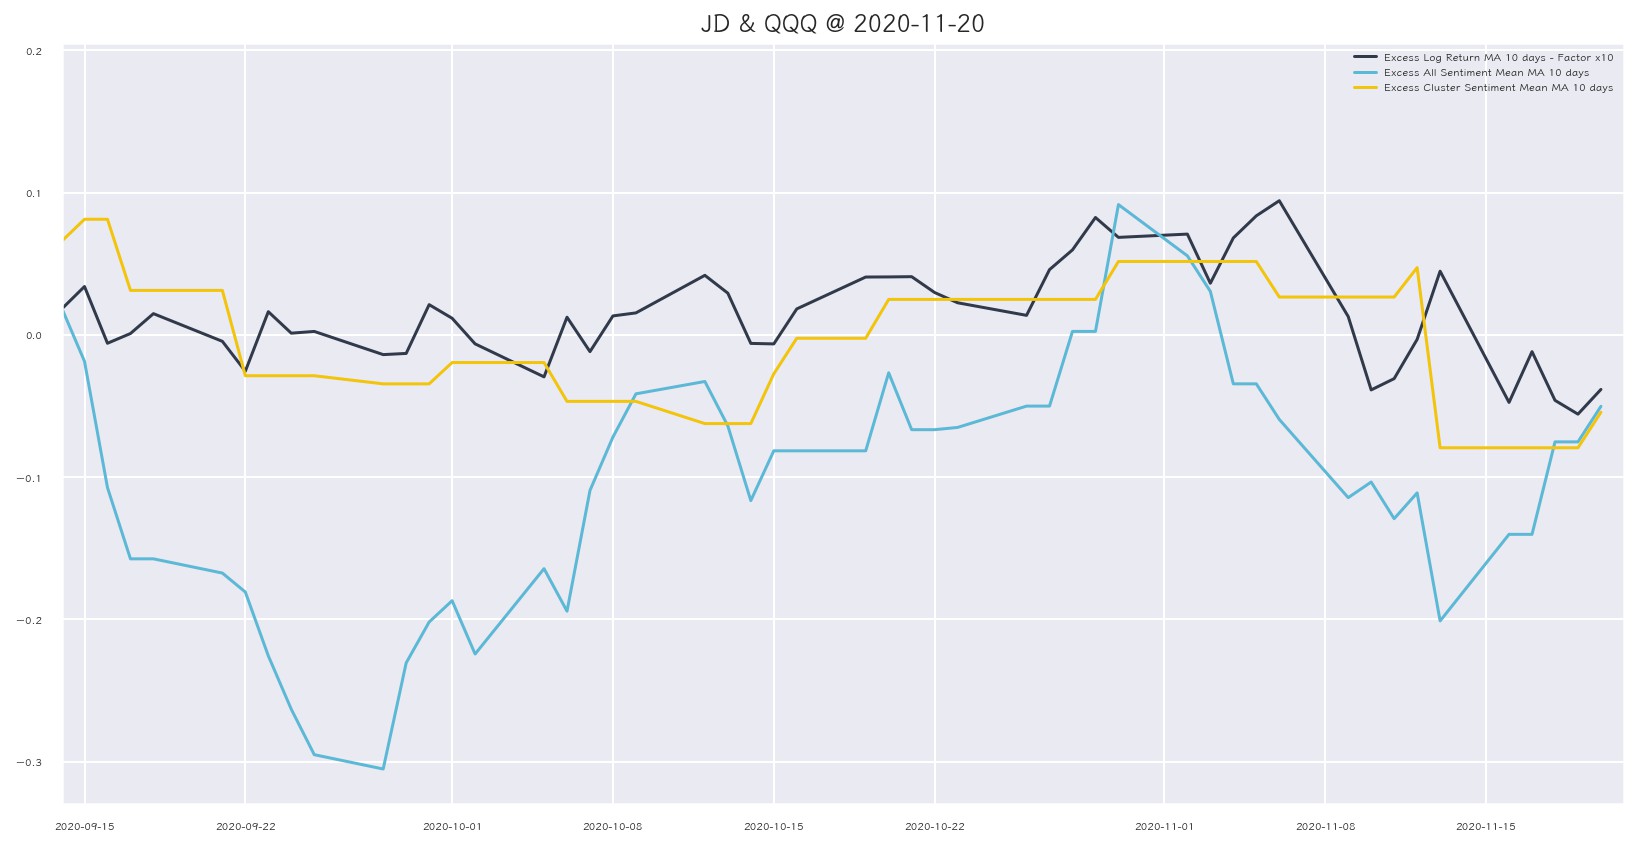 JD & QQQ @ 2020-11-20
Excess Log Return MA 10 days - Factor x10
Excess All Sentiment Mean MA 10 days
Excess Cluster Sentiment Mean MA 10 days
0.2
0.1
0.0
−0.1
−0.2
−0.3
2020-09-15 2020-09-22 2020-10-01 2020-10-08 2020-10-15 2020-10-22 2020-11-01 2020-11-08 2020-11-15